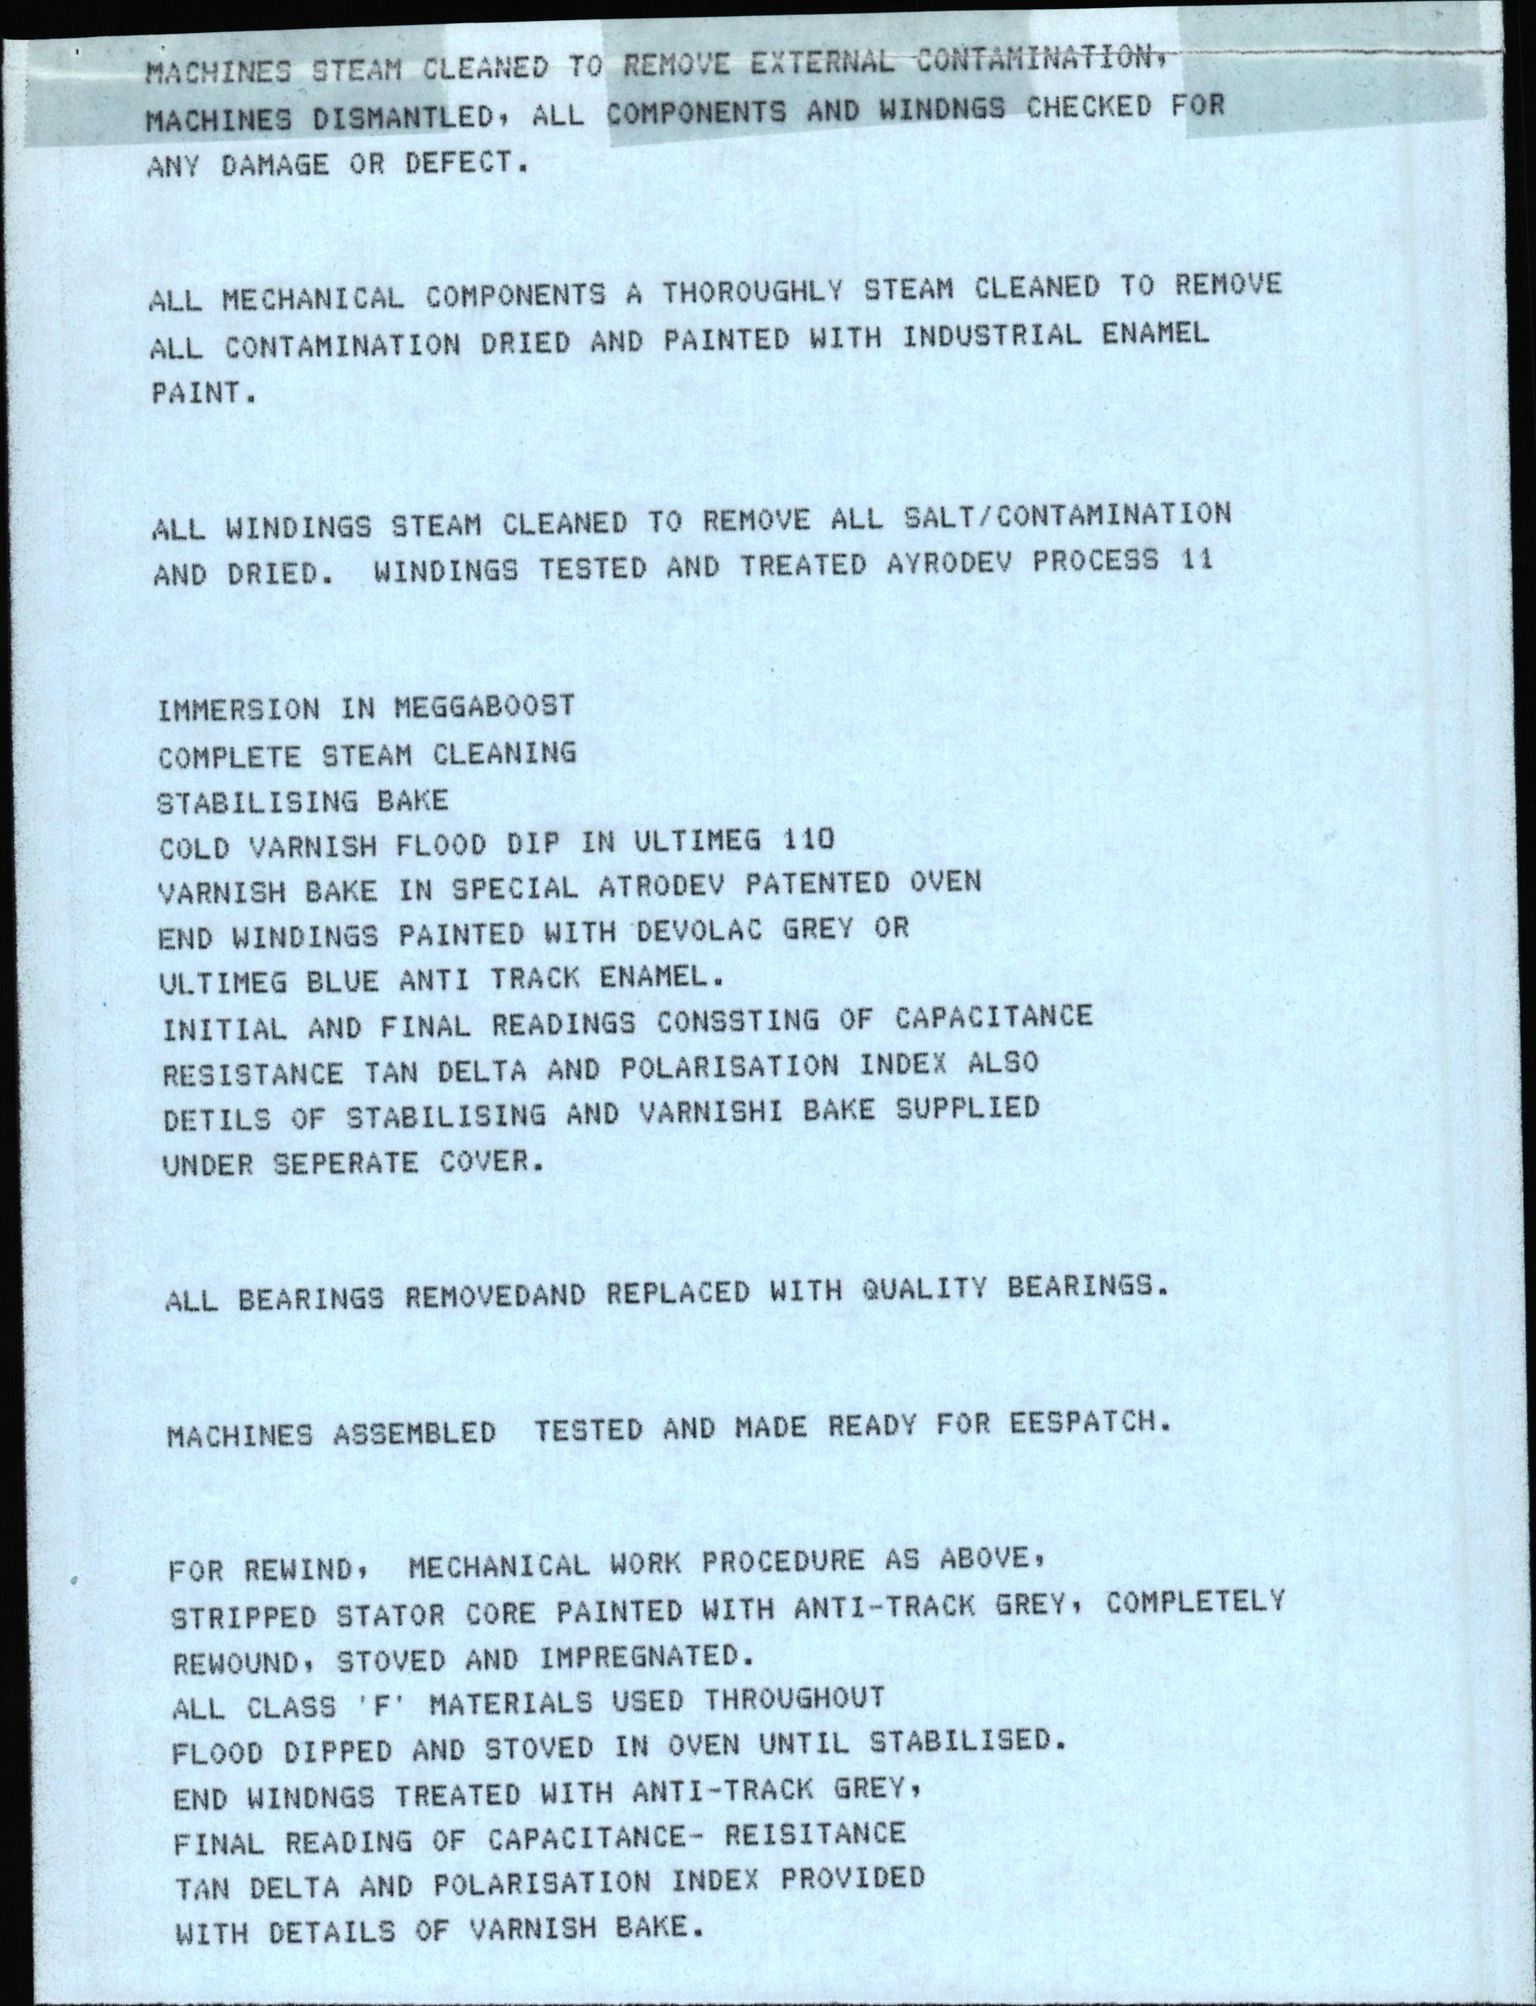 MACHINES STEAM CLEANED TO REMOVE EXTERNAL CONTAMINATION,
MACHINES DISMANTLED, ALL COMPONENTS AND WINDNGS CHECKED FOR
ANY DAMAGE OR DEFECT.
ALL MECHANICAL COMPONENTS A THOROUGHLY STEAM CLEANED TO REMOVE
ALL CONTAMINATION DRIED AND PAINTED WITH INDUSTRIAL ENAMEL
PAINT.
ALL WINDINGS STEAM CLEANED TO REMOVE ALL SALT/CONTAMINATION
AND DRIED.  WINDINGS TESTED AND TREATED AYRODEV PROCESS 11
IMMERSION IN MEGGABOOST
COMPLETE STEAM CLEANING
STABILISING BAKE
COLD VARNISH FLOOD DIP IN ULTIMEG 110
VARNISH BAKE IN SPECIAL ATRODEV PATENTED OVEN
END WINDINGS PAINTED WITH DEVOLAC GREY OR
ULTIMEG BLUE ANTI TRACK ENAMEL.
INITIAL AND FINAL READINGS CONSSTING OF CAPACITANCE
RESISTANCE TAN DELTA AND POLARISATION INDEX ALSO
DETILS OF STABILISING AND VARNISHI BAKE SUPPLIED
UNDER SEPERATE COVER.
ALL BEARINGS REMOVEDAND REPLACED WITH QUALITY BEARINGS.
MACHINES ASSEMBLED  TESTED AND MADE READY FOR EESPATCH.
FOR REWIND,  MECHANICAL WORK PROCEDURE AS ABOVE,
STRIPPED STATOR CORE PAINTED WITH ANTI-TRACK GREY, COMPLETELY
REWOUND, STOVED AND IMPREGNATED.
ALL CLASS 'F' MATERIALS USED THROUGHOUT
FLOOD DIPPED AND STOVED IN OVEN UNTIL STABILISED.
END WINDNGS TREATED WITH ANTI-TRACK GREY,
FINAL READING OF CAPACITANCE- REISITANCE
TAN DELTA AND POLARISATION INDEX PROVIDED
WITH DETAILS OF VARNISH BAKE.